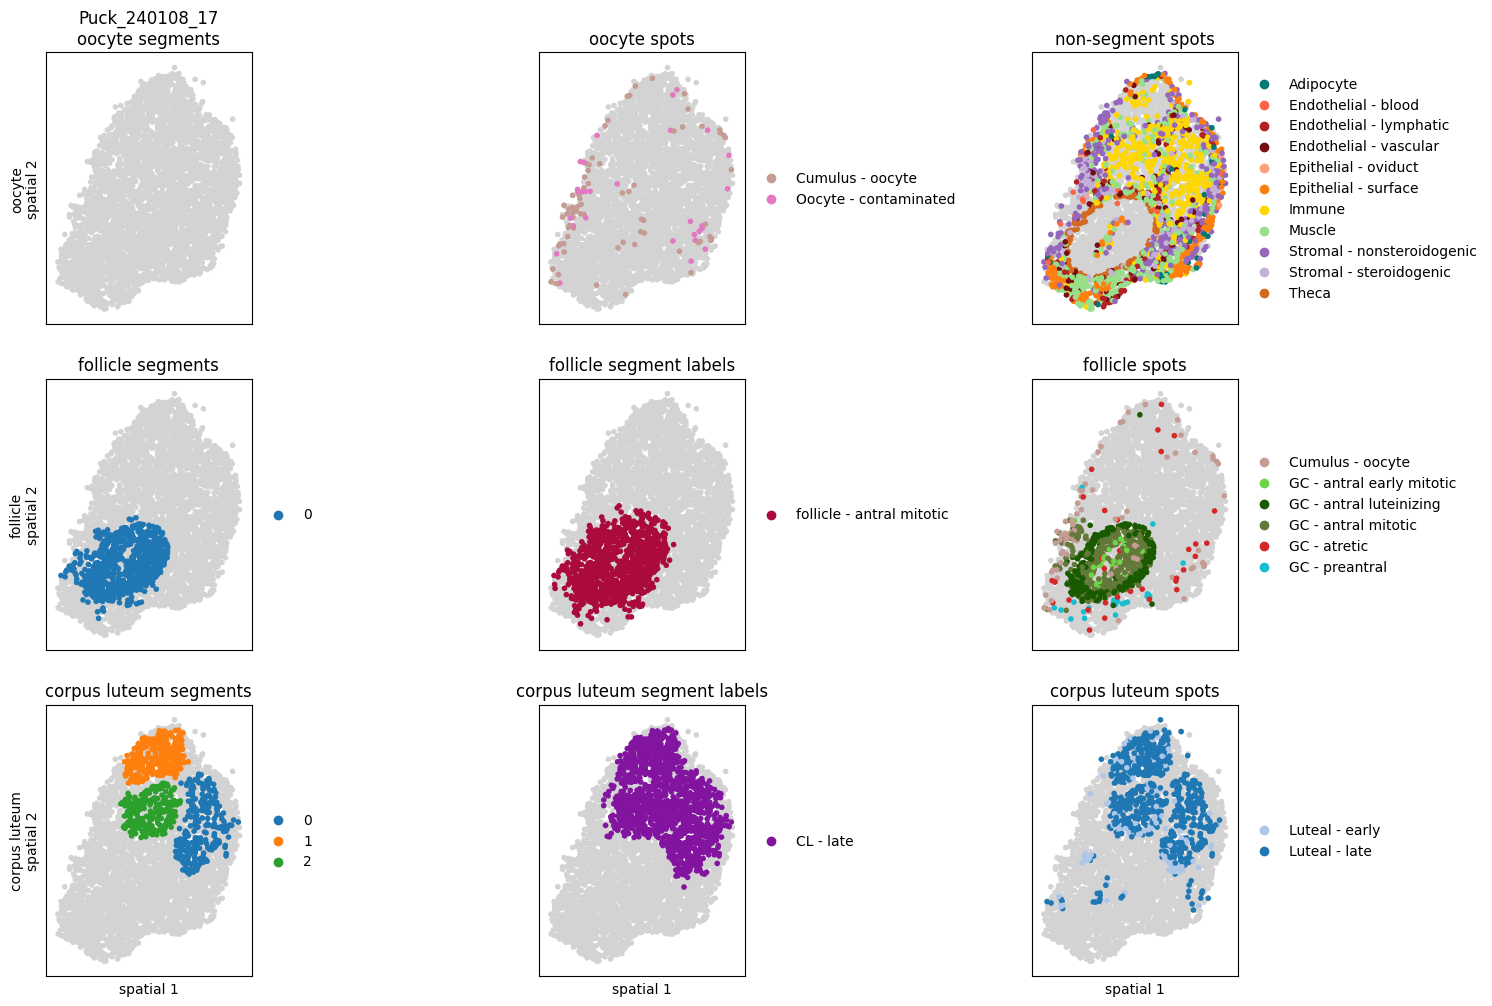 Puck_240108_17
oocyte segments
oocyte
spatial 2
oocyte spots
Cumulus - oocyte
Oocyte - contaminated
non-segment spots
Adipocyte
Endothelial - blood
Endothelial - lymphatic
Endothelial - vascular
Epithelial - oviduct
Epithelial - surface
Immune
Muscle
Stromal - nonsteroidogenic
Stromal - steroidogenic
Theca
follicle segments
follicle
spatial 2
0
follicle segment labels
follicle - antral mitotic
follicle spots
Cumulus - oocyte
GC - antral early mitotic
GC - antral luteinizing
GC - antral mitotic
GC - atretic
GC - preantral
corpus luteum segments
corpus luteum
spatial 2
0
1
2
spatial 1
corpus luteum segment labels
CL - late
spatial 1
corpus luteum spots
Luteal - early
Luteal - late
spatial 1